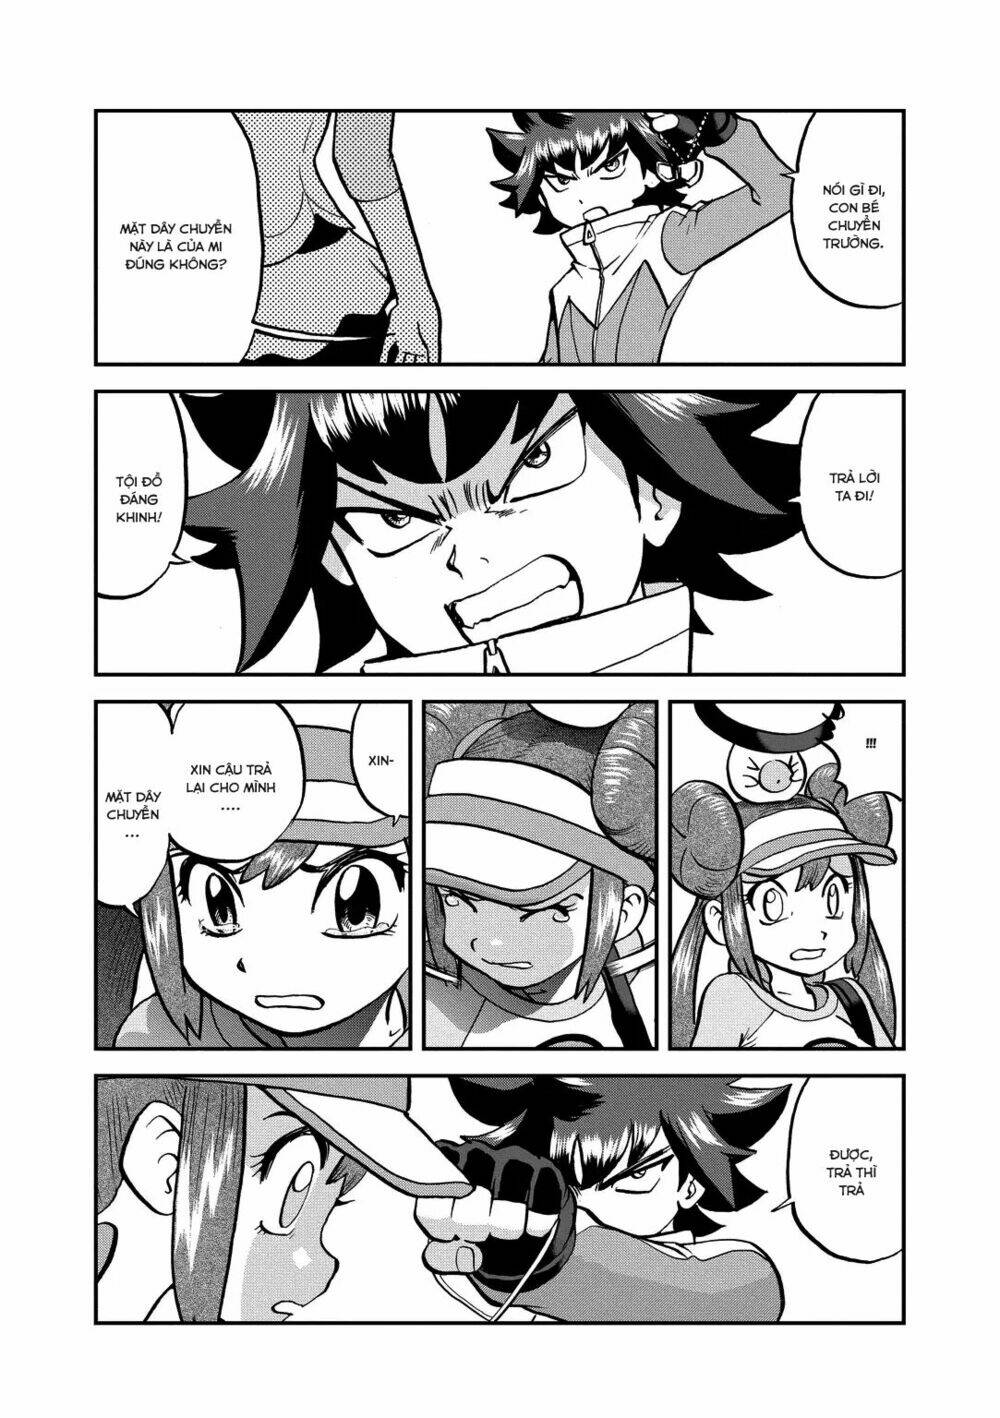 NÓI GÌ ĐI,
CON BÉ
CHUYỂN
TRƯỜNG.
MẶT DÂY CHUYỀN
NÀY LÀ CỦA MI
ĐÚNG KHÔNG?
TRẢ LỜI
TA ĐI!
TỘI ĐỒ
ĐÁNG
KHINH!
!!!
XIN-
XIN CẬU TRẢ
LẠI CHO MÌNH
....
MẶT DÂY
CHUYỀN
...
ĐƯỢC,
TRẢ THÌ
TRẢ